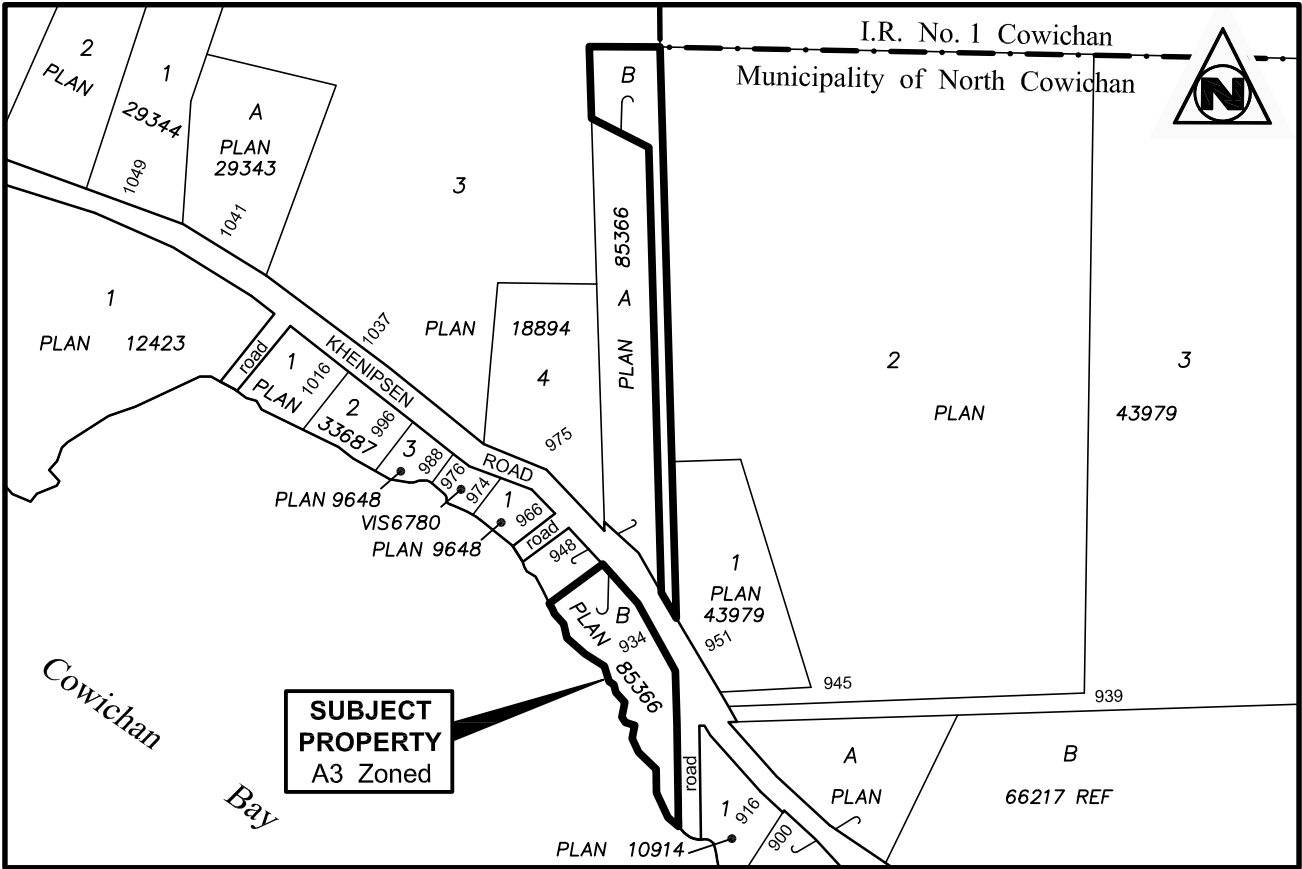 I.R. No. 1 Cowichan
Municipality of North Cowichan
N
2
PLAN
1
29344
1049
A
PLAN
29343
1041
3
B
85366
A
PLAN
1
PLAN 12423
1037
PLAN 18894
4
975
2
3
PLAN 43979
KHENIPSEN
ROAD
road
1
1016
PLAN
2
996
33687
3
988
976
974
1
966
PLAN 9648
VIS6780
PLAN 9648
road
948
B
PLAN
934
85366
1
PLAN
43979
951
945
939
Cowichan
Bay
SUBJECT
PROPERTY
A3 Zoned
road
1
916
900
PLAN 10914
A
PLAN
B
66217 REF